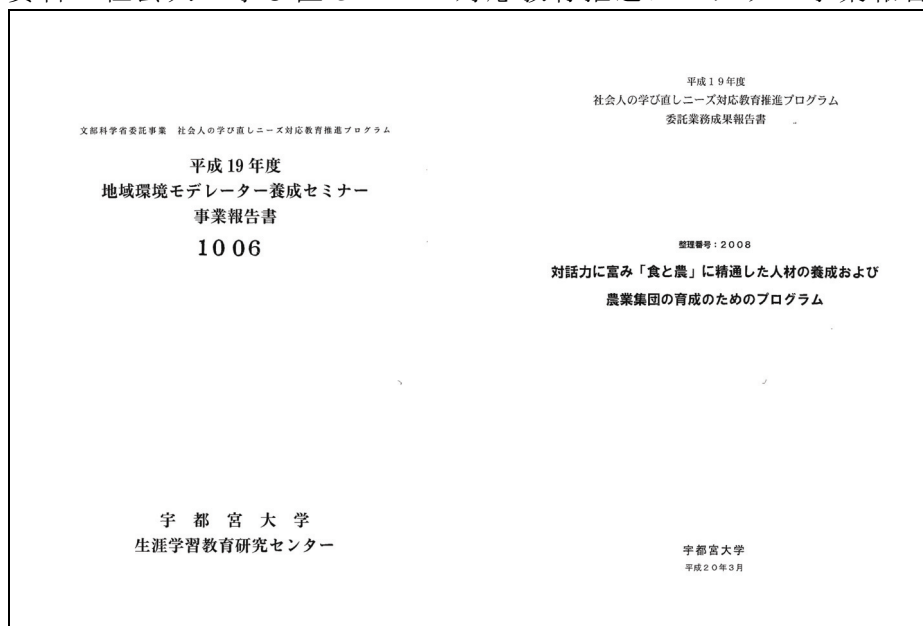 文部科学省委託事業 社会人の学び直しニーズ対応教育推進プログラム
平成 19 年度
地域環境モデレーター養成セミナー
事業報告書
1006
宇都宮大学
生涯学習教育研究センター
平成19年度
社会人の学び直しニーズ対応教育推進プログラム
委託業務成果報告書
整理番号：2008
対話力に富み「食と農」に精通した人材の養成および
農業集団の育成のためのプログラム
宇都宮大学
平成20年3月